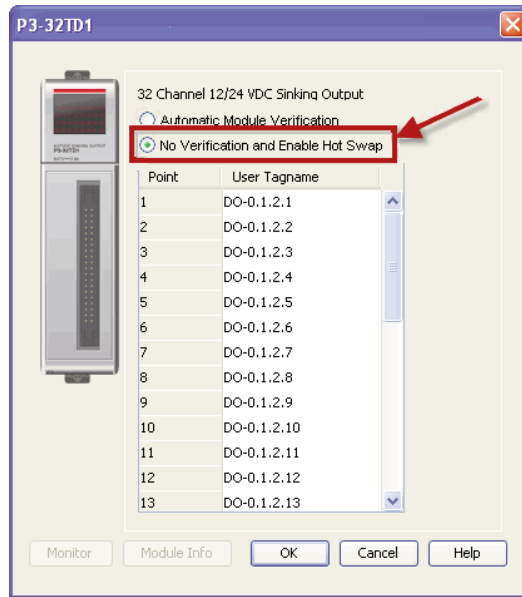 P3-32TD1
32 Channel 12/24 VDC Sinking Output
Automatic Module Verification
No Verification and Enable Hot Swap
Point User Tagname
1 DO-0.1.2.1
2 DO-0.1.2.2
3 DO-0.1.2.3
4 DO-0.1.2.4
5 DO-0.1.2.5
6 DO-0.1.2.6
7 DO-0.1.2.7
8 DO-0.1.2.8
9 DO-0.1.2.9
10 DO-0.1.2.10
11 DO-0.1.2.11
12 DO-0.1.2.12
13 DO-0.1.2.13
P3-32TD1
Monitor Module Info OK Cancel Help